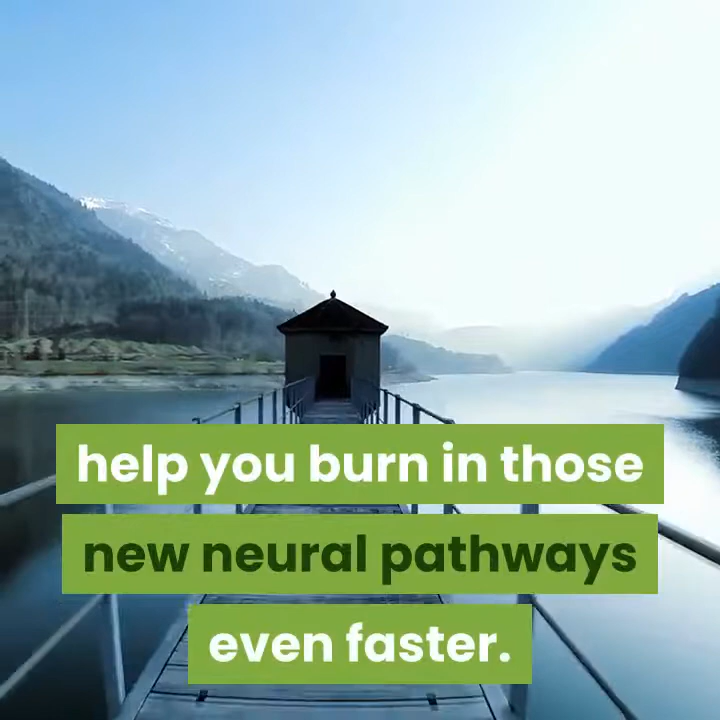 help you burn in those
new neural pathways
even faster.